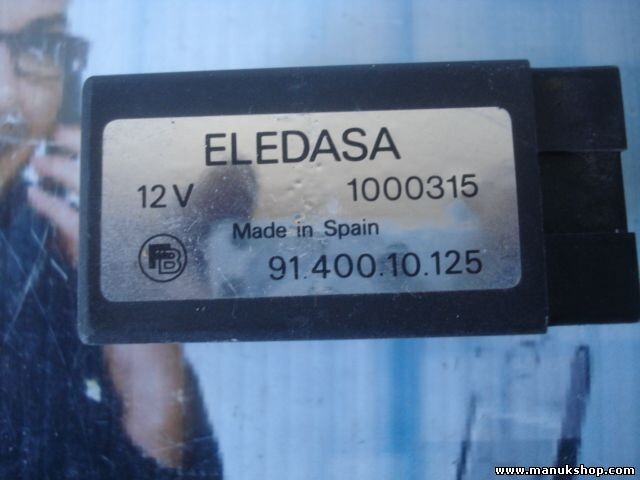 ELEDASA
12 V 1000315
Made in Spain
FB 91.400.10.125
www.manukshop.com